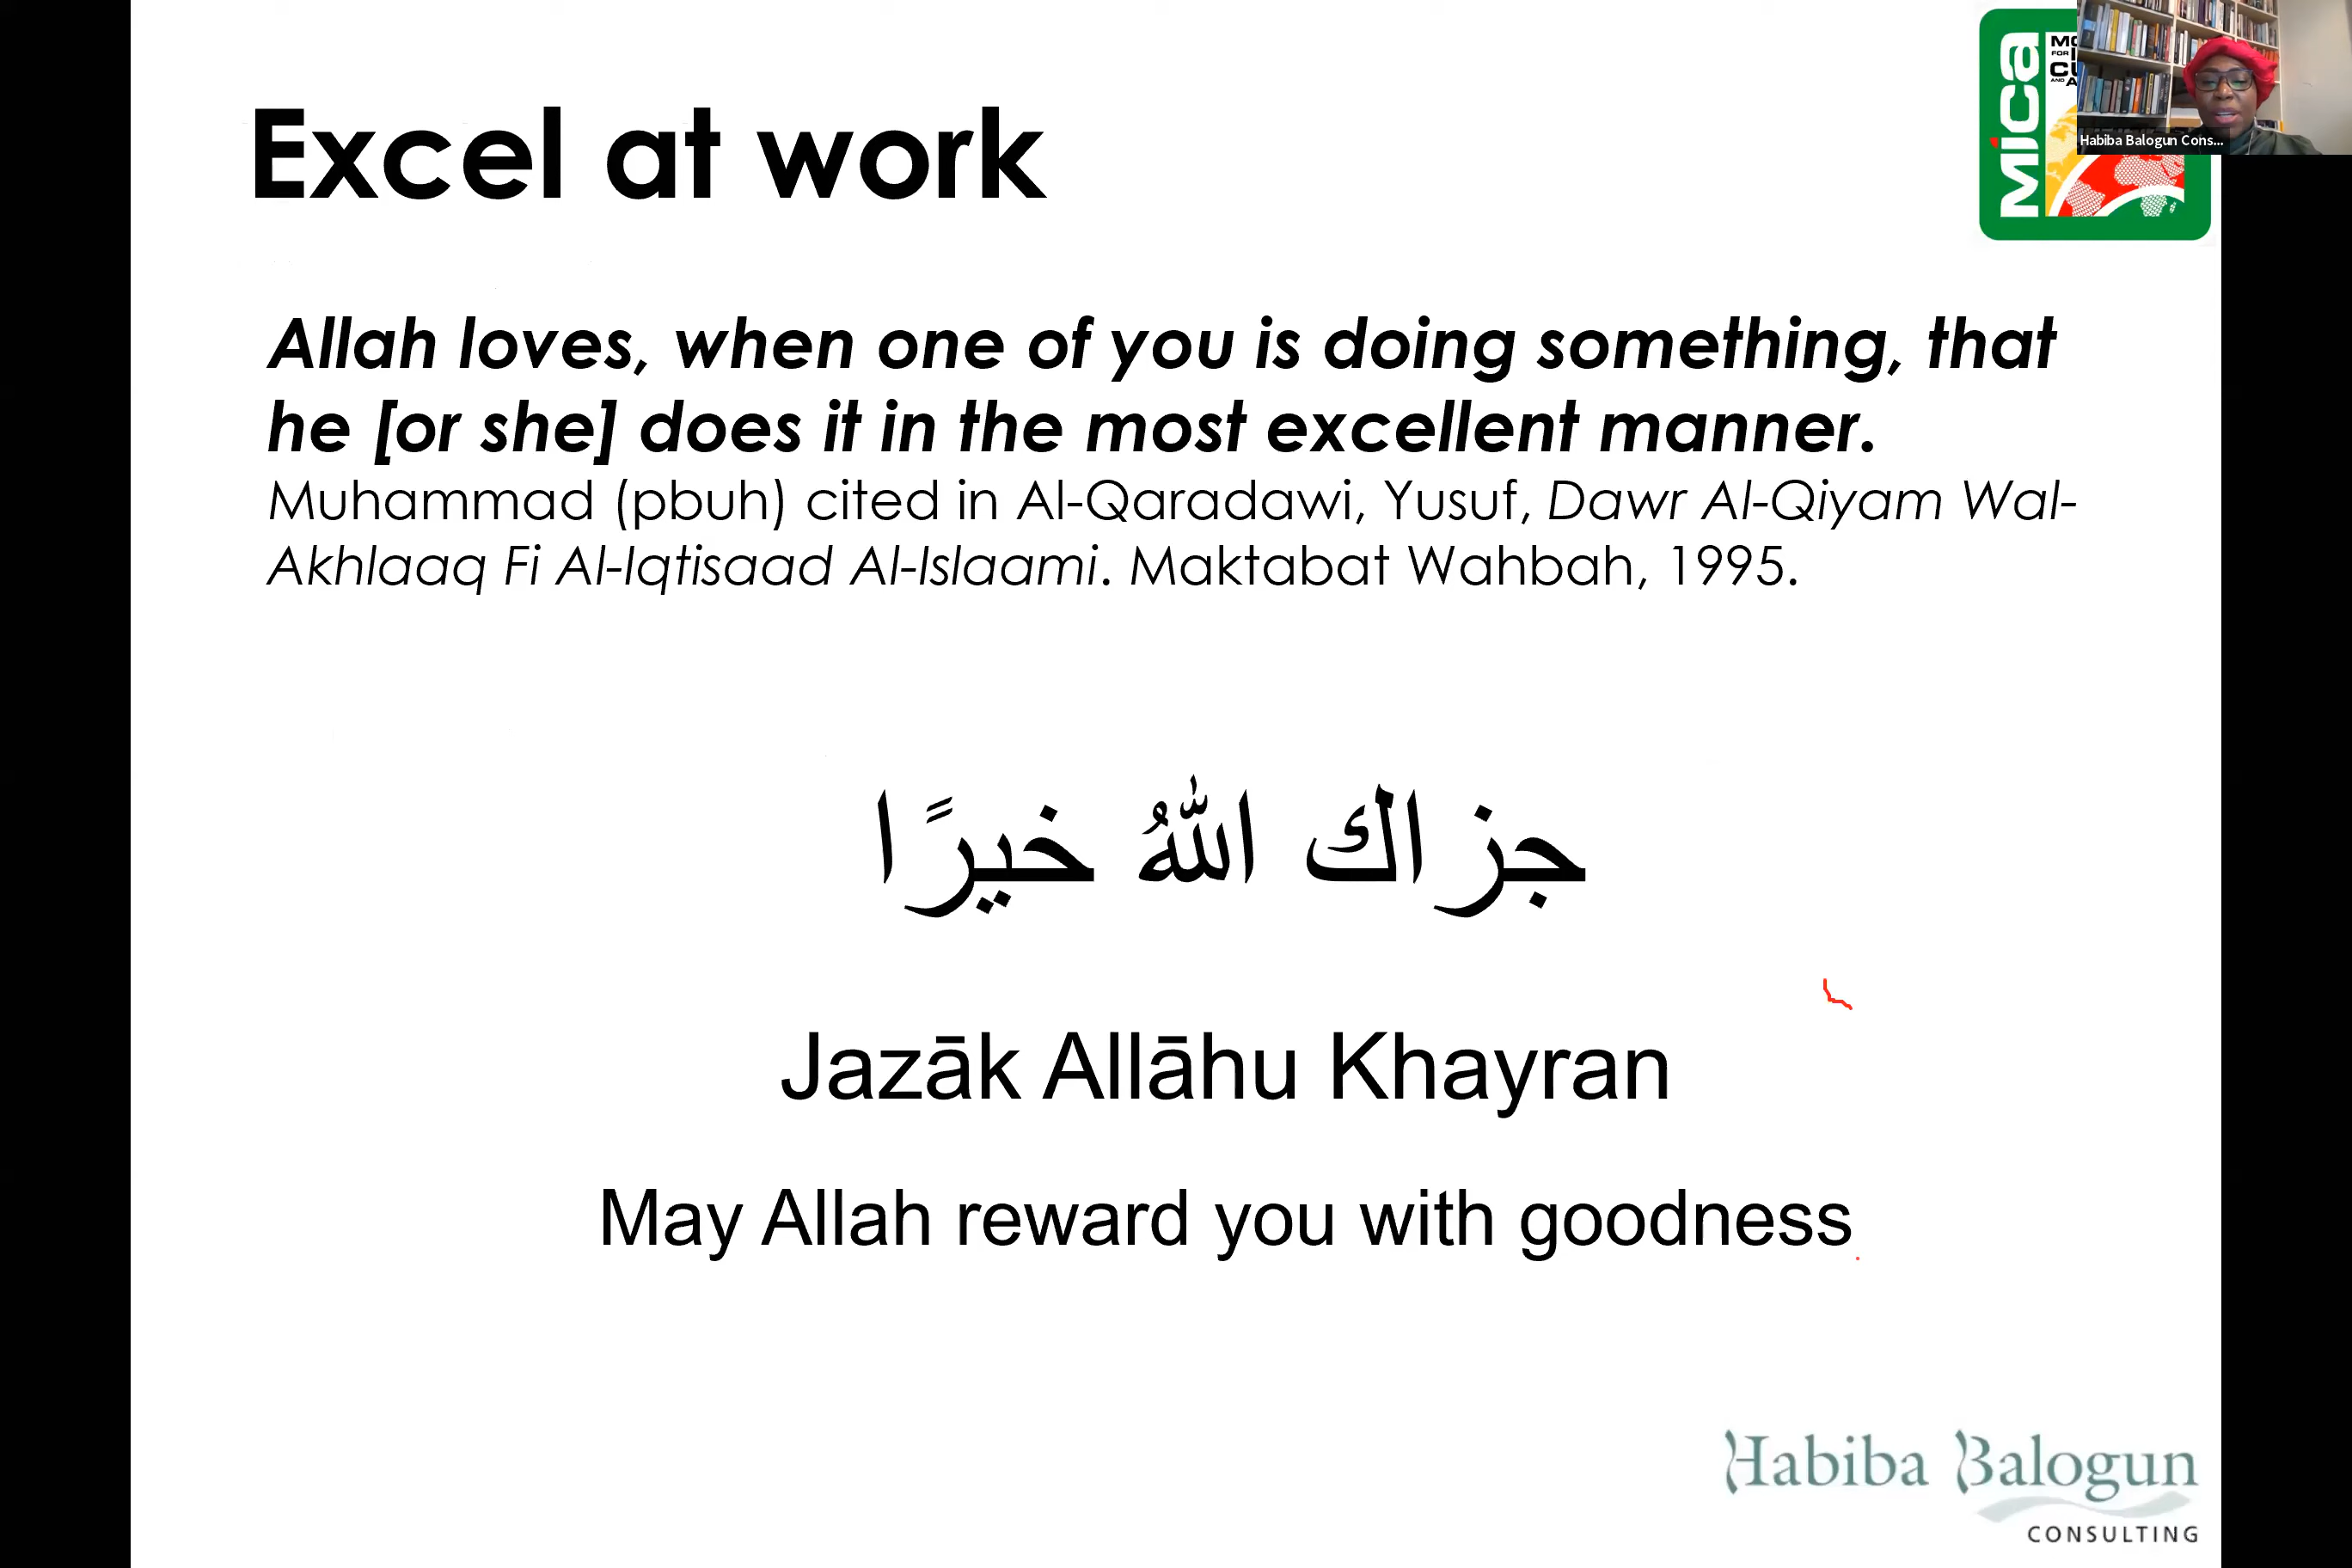 Excel at work
Mica
Habiba Balogun Cons...
Allah loves, when one of you is doing something, that
he [or she] does it in the most excellent manner.
Muhammad (pbuh) cited in Al-Qaradawi, Yusuf, Dawr Al-Qiyam Wal-
Akhlaaq Fi Al-Iqtisaad Al-Islaami. Maktabat Wahbah, 1995.
جزاك اللهُ خيرًا
Jazāk Allāhu Khayran
May Allah reward you with goodness
Habiba Balogun
CONSULTING